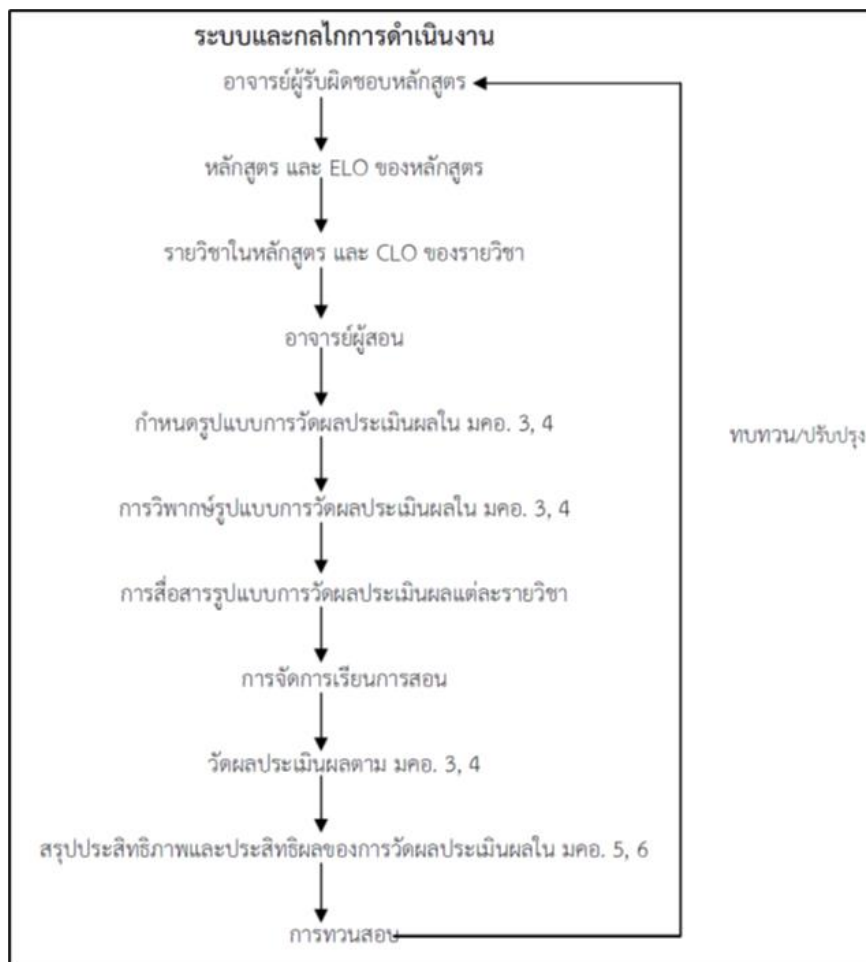 ระบบและกลไกการดำเนินงาน
อาจารย์ผู้รับผิดชอบหลักสูตร
หลักสูตร และ ELO ของหลักสูตร
รายวิชาในหลักสูตร และ CLO ของรายวิชา
อาจารย์ผู้สอน
กำหนดรูปแบบการวัดผลประเมินผลใน มคอ. 3, 4
ทบทวน/ปรับปรุง
การวิพากษ์รูปแบบการวัดผลประเมินผลใน มคอ. 3, 4
การสื่อสารรูปแบบการวัดผลประเมินผลแต่ละรายวิชา
การจัดการเรียนการสอน
วัดผลประเมินผลตาม มคอ. 3, 4
สรุปประสิทธิภาพและประสิทธิผลของการวัดผลประเมินผลใน มคอ. 5, 6
การทวนสอบ